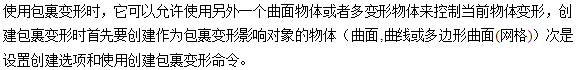 使用包裹变形时，它可以允许使用另外一个曲面物体或者多变形物体来控制当前物体变形，创
建包裹变形时首先要创建作为包裹变形影响对象的物体（曲面,曲线或多边形曲面(网格)）次是
设置创建选项和使用创建包裹变形命令。